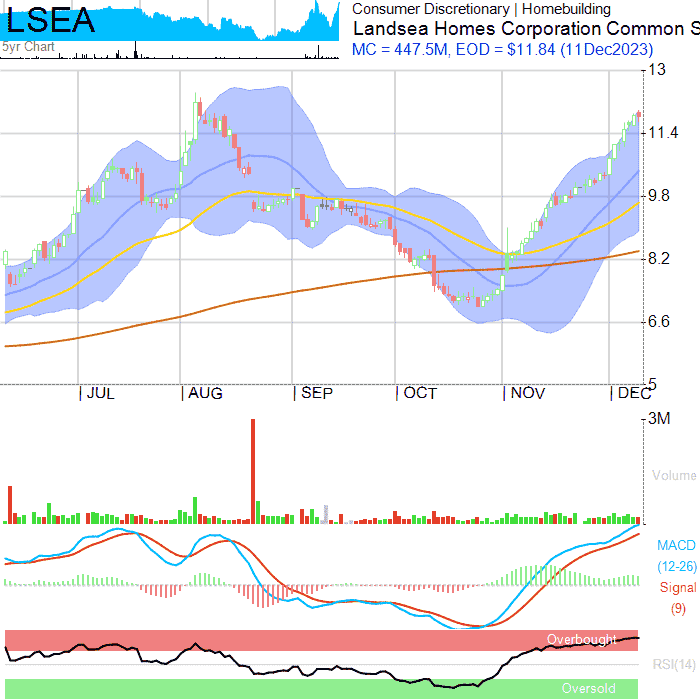 LSEA
5yr Chart
Consumer Discretionary | Homebuilding
Landsea Homes Corporation Common S
MC = 447.5M, EOD = $11.84 (11Dec2023)
13
11.4
9.8
8.2
6.6
5
| JUL | AUG | SEP | OCT | NOV | DEC
3M
Volume
MACD
(12-26)
Signal
(9)
Overbought
RSI(14)
Oversold